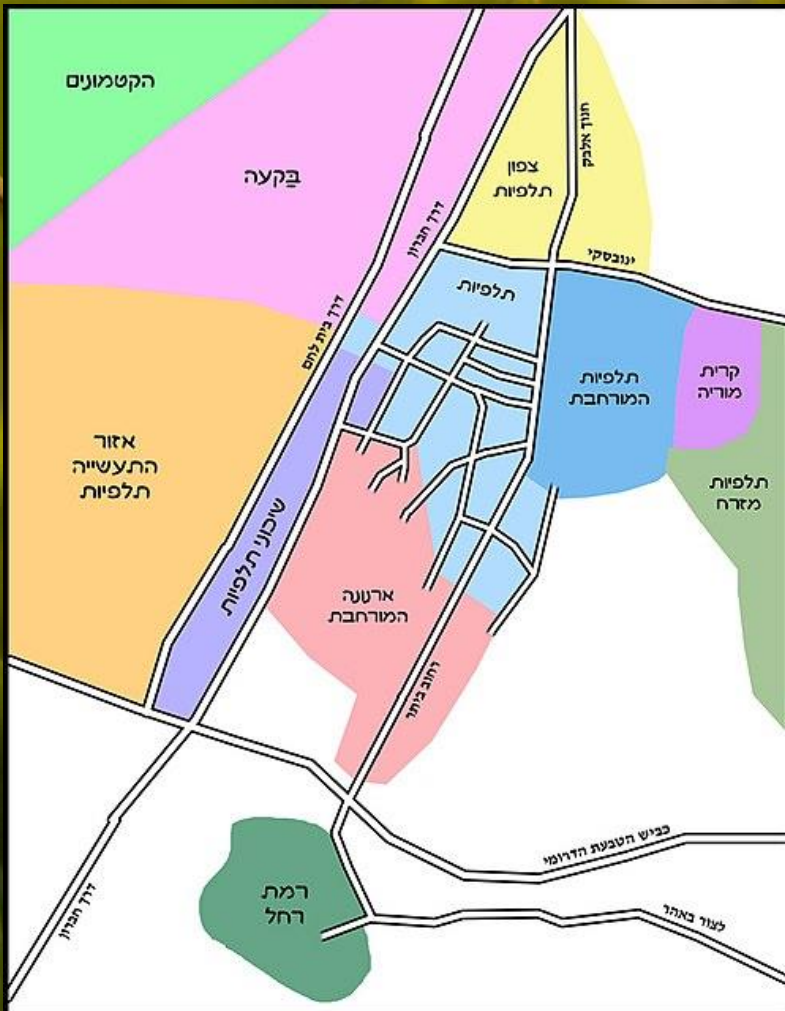 הקטמונים
בַּקעה
חנוך אלבק
צפון
תלפיות
דרך חברון
ינובסקי
תלפיות
דרך בית לחם
תלפיות
המורחבת
קרית
מוריה
אזור
התעשייה
תלפיות
תלפיות
מזרח
שיכוני תלפיות
ארנונה
המורחבת
רחוב ביתר
כביש הטבעת הדרומי
רמת
רחל
לצור באהר
דרך חברון